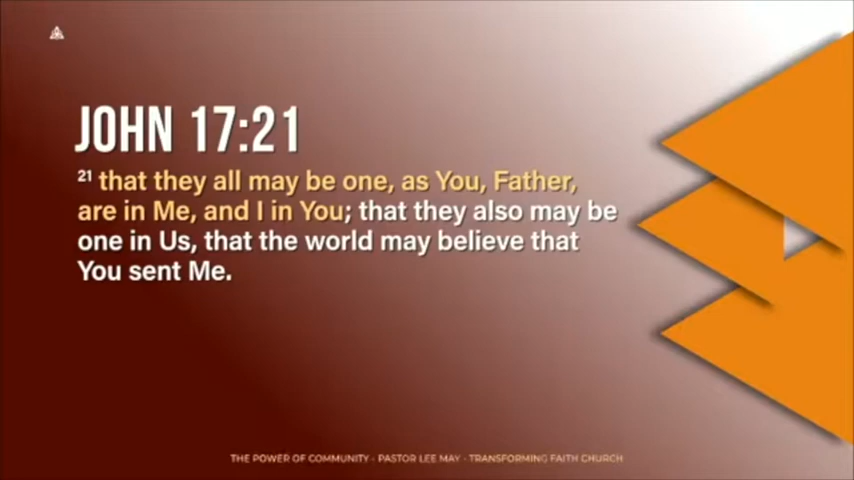 JOHN 17:21
21 that they all may be one, as You, Father,
are in Me, and I in You; that they also may be
one in Us, that the world may believe that
You sent Me.
THE POWER OF COMMUNITY - PASTOR LEE MAY - TRANSFORMING FAITH CHURCH